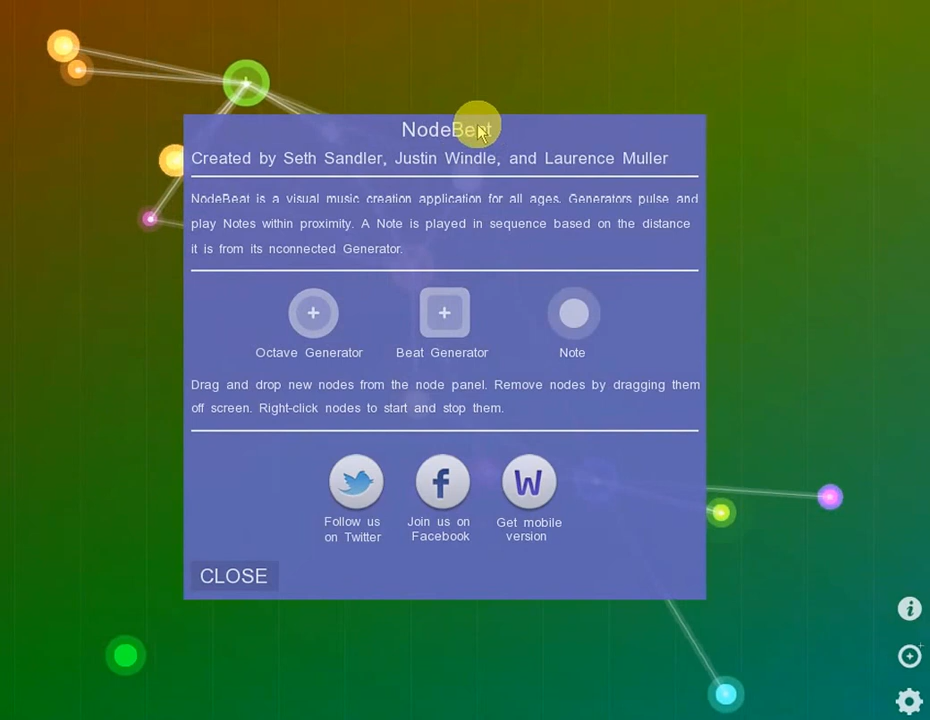 NodeBeat
Created by Seth Sandler, Justin Windle, and Laurence Muller
NodeBeat is a visual music creation application for all ages. Generators pulse and
play Notes within proximity. A Note is played in sequence based on the distance
it is from its nconnected Generator.
Octave Generator Beat Generator Note
Drag and drop new nodes from the node panel. Remove nodes by dragging them
off screen. Right-click nodes to start and stop them.
Follow us
on Twitter
Join us on
Facebook
Get mobile
version
CLOSE